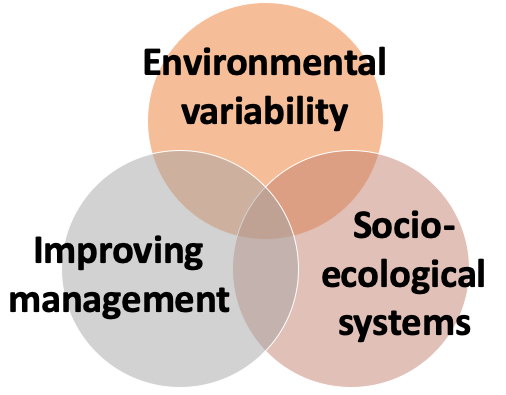 Environmental
variability
Improving
management
Socio-
ecological
systems